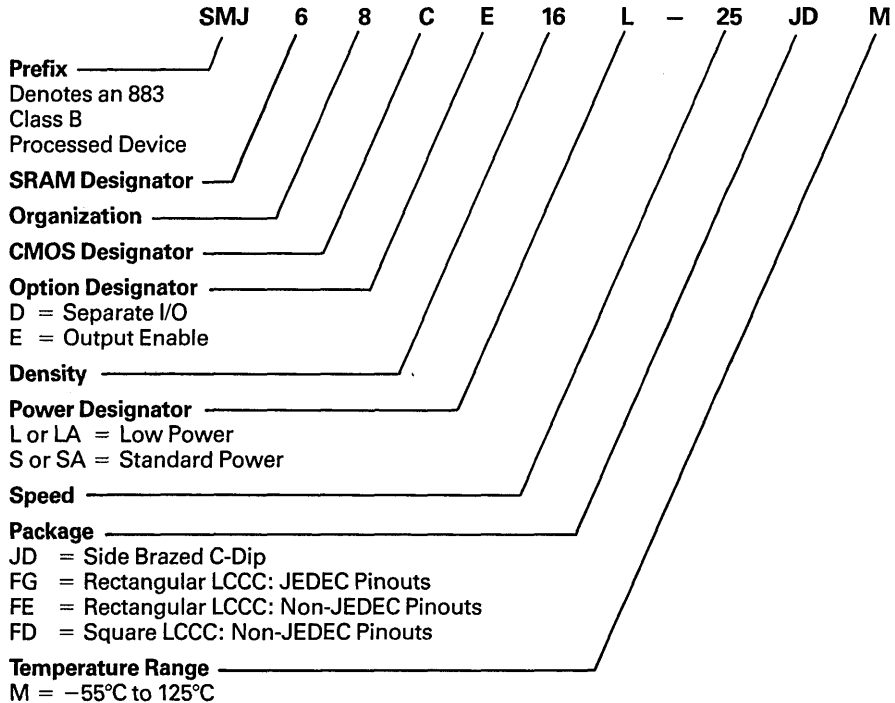 SMJ 6 8 C E 16 L – 25 JD M
Prefix
Denotes an 883
Class B
Processed Device
SRAM Designator
Organization
CMOS Designator
Option Designator
D = Separate I/O
E = Output Enable
Density
Power Designator
L or LA = Low Power
S or SA = Standard Power
Speed
Package
JD = Side Brazed C-Dip
FG = Rectangular LCCC: JEDEC Pinouts
FE = Rectangular LCCC: Non-JEDEC Pinouts
FD = Square LCCC: Non-JEDEC Pinouts
Temperature Range
M = −55°C to 125°C